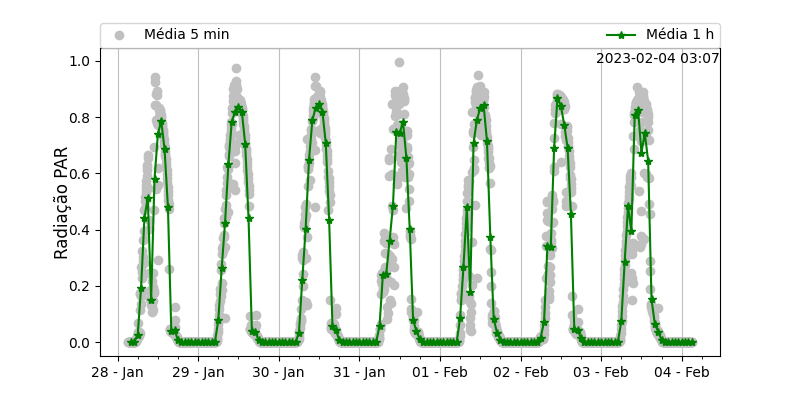 Média 5 min
Média 1 h
2023-02-04 03:07
Radiação PAR
1.0
0.8
0.6
0.4
0.2
0.0
28 - Jan
29 - Jan
30 - Jan
31 - Jan
01 - Feb
02 - Feb
03 - Feb
04 - Feb